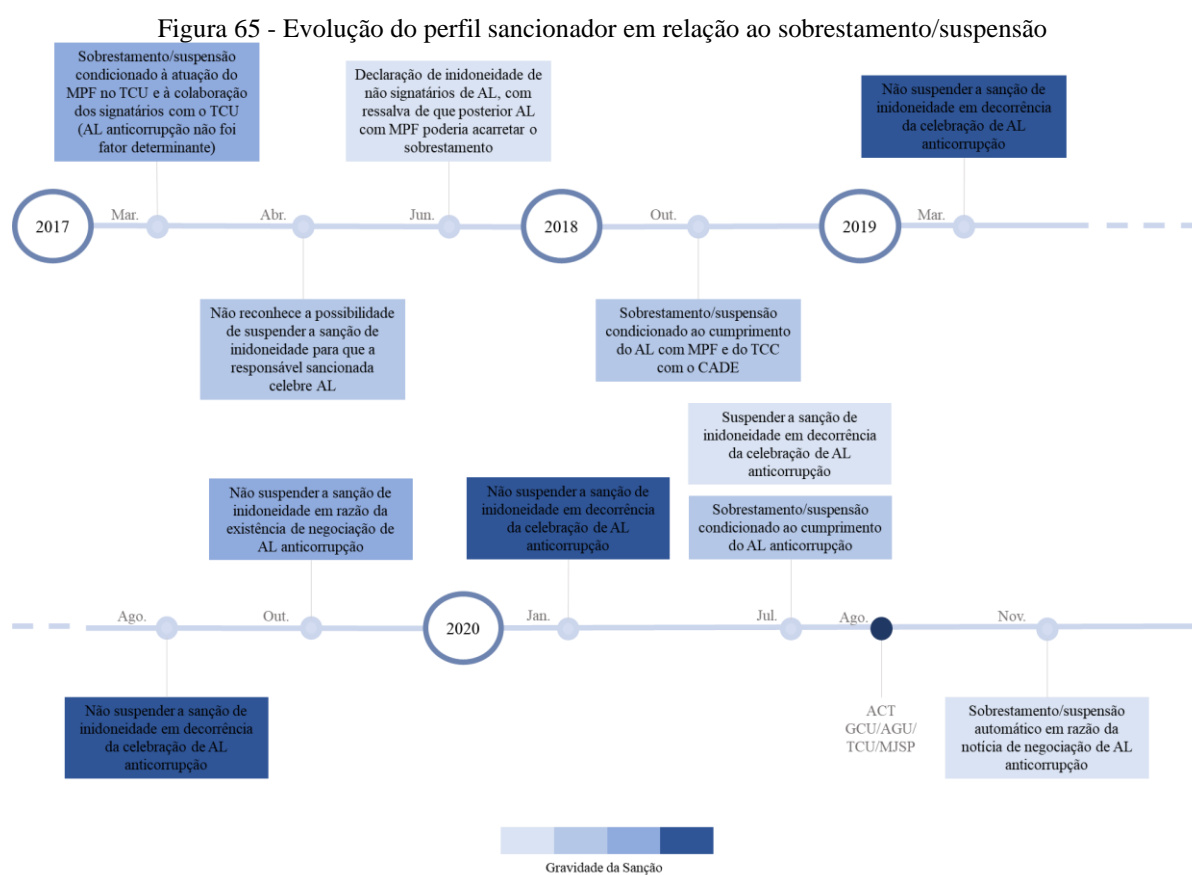 Figura 65 - Evolução do perfil sancionador em relação ao sobrestamento/suspensão
Sobrestamento/suspensão
condicionado à atuação do
MPF no TCU e à colaboração
dos signatários com o TCU
(AL anticorrupção não foi
fator determinante)
Declaração de inidoneidade de
não signatários de AL, com
ressalva de que posterior AL
com MPF poderia acarretar o
sobrestamento
Não suspender a sanção de
inidoneidade em decorrência
da celebração de AL
anticorrupção
2017
Mar.
Abr.
Jun.
2018
Out.
2019
Mar.
Não reconhece a possibilidade
de suspender a sanção de
inidoneidade para que a
responsável sancionada
celebre AL
Sobrestamento/suspensão
condicionado ao cumprimento
do AL com MPF e do TCC
com o CADE
Suspender a sanção de
inidoneidade em decorrência
da celebração de AL
anticorrupção
Não suspender a sanção de
inidoneidade em razão da
existência de negociação de
AL anticorrupção
Não suspender a sanção de
inidoneidade em decorrência
da celebração de AL
anticorrupção
Sobrestamento/suspensão
condicionado ao cumprimento
do AL anticorrupção
Ago.
Out.
2020
Jan.
Jul.
Ago.
Nov.
Não suspender a sanção de
inidoneidade em decorrência
da celebração de AL
anticorrupção
ACT
GCU/AGU/
TCU/MJSP
Sobrestamento/suspensão
automático em razão da
notícia de negociação de AL
anticorrupção
Gravidade da Sanção